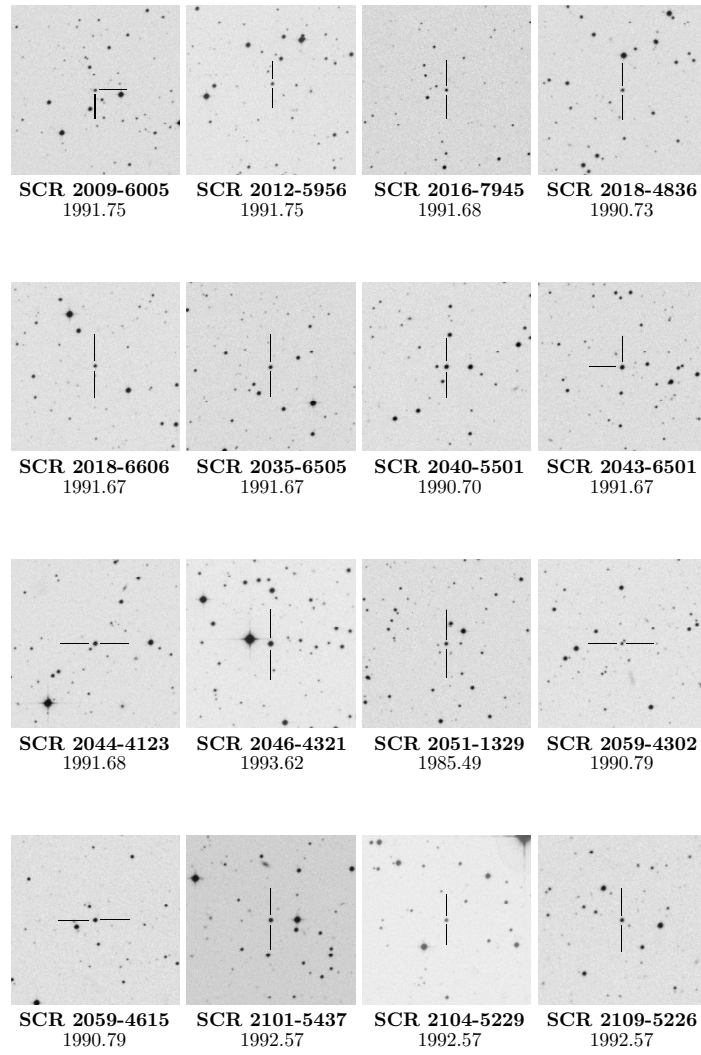 SCR 2009-6005 SCR 2012-5956 SCR 2016-7945 SCR 2018-4836
1991.75 1991.75 1991.68 1990.73
SCR 2018-6606 SCR 2035-6505 SCR 2040-5501 SCR 2043-6501
1991.67 1991.67 1990.70 1991.67
SCR 2044-4123 SCR 2046-4321 SCR 2051-1329 SCR 2059-4302
1991.68 1993.62 1985.49 1990.79
SCR 2059-4615 SCR 2101-5437 SCR 2104-5229 SCR 2109-5226
1990.79 1992.57 1992.57 1992.57